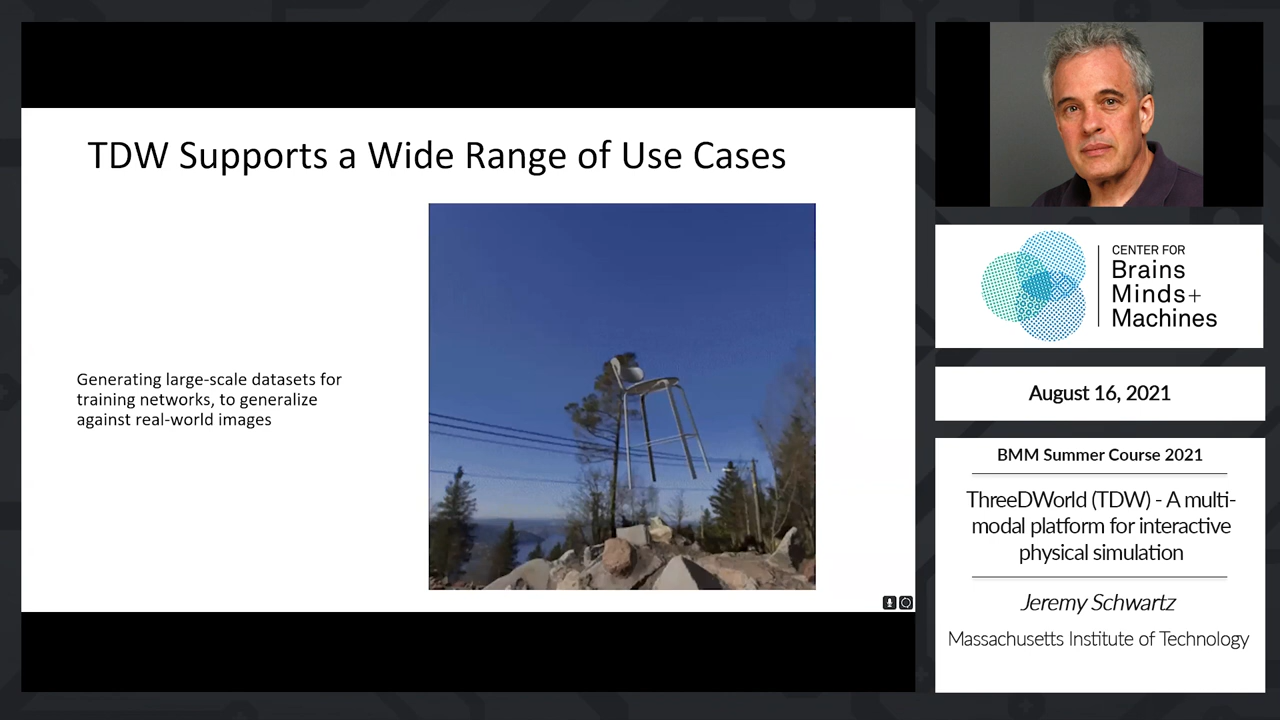 TDW Supports a Wide Range of Use Cases
Generating large-scale datasets for
training networks, to generalize
against real-world images
CENTER FOR
Brains
Minds+
Machines
August 16, 2021
BMM Summer Course 2021
ThreeDWorld (TDW) - A multi-
modal platform for interactive
physical simulation
Jeremy Schwartz
Massachusetts Institute of Technology